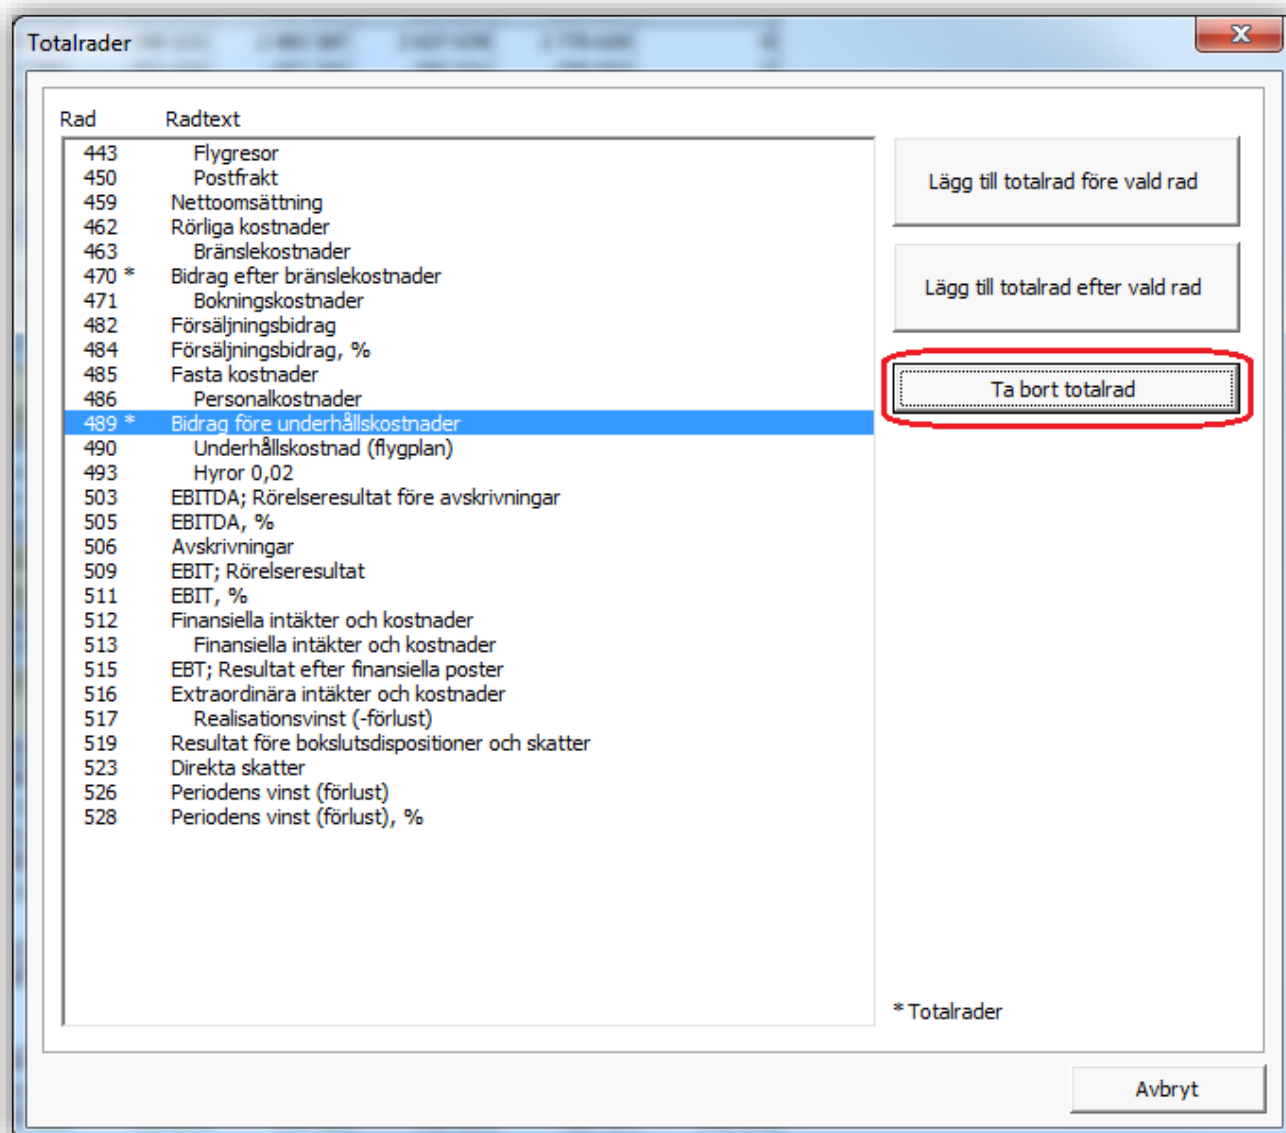 Totalrader
Rad Radtext
443 Flygresor
450 Postfrakt
459 Nettoomsättning
462 Rörliga kostnader
463 Bränslekostnader
470 * Bidrag efter bränslekostnader
471 Bokningskostnader
482 Försäljningsbidrag
484 Försäljningsbidrag, %
485 Fasta kostnader
486 Personalkostnader
489 * Bidrag före underhållskostnader
490 Underhållskostnad (flygplan)
493 Hyror 0,02
503 EBITDA; Rörelseresultat före avskrivningar
505 EBITDA, %
506 Avskrivningar
509 EBIT; Rörelseresultat
511 EBIT, %
512 Finansiella intäkter och kostnader
513 Finansiella intäkter och kostnader
515 EBT; Resultat efter finansiella poster
516 Extraordinära intäkter och kostnader
517 Realisationsvinst (-förlust)
519 Resultat före bokslutsdispositioner och skatter
523 Direkta skatter
526 Periodens vinst (förlust)
528 Periodens vinst (förlust), %
Lägg till totalrad före vald rad
Lägg till totalrad efter vald rad
Ta bort totalrad
* Totalrader
Avbryt